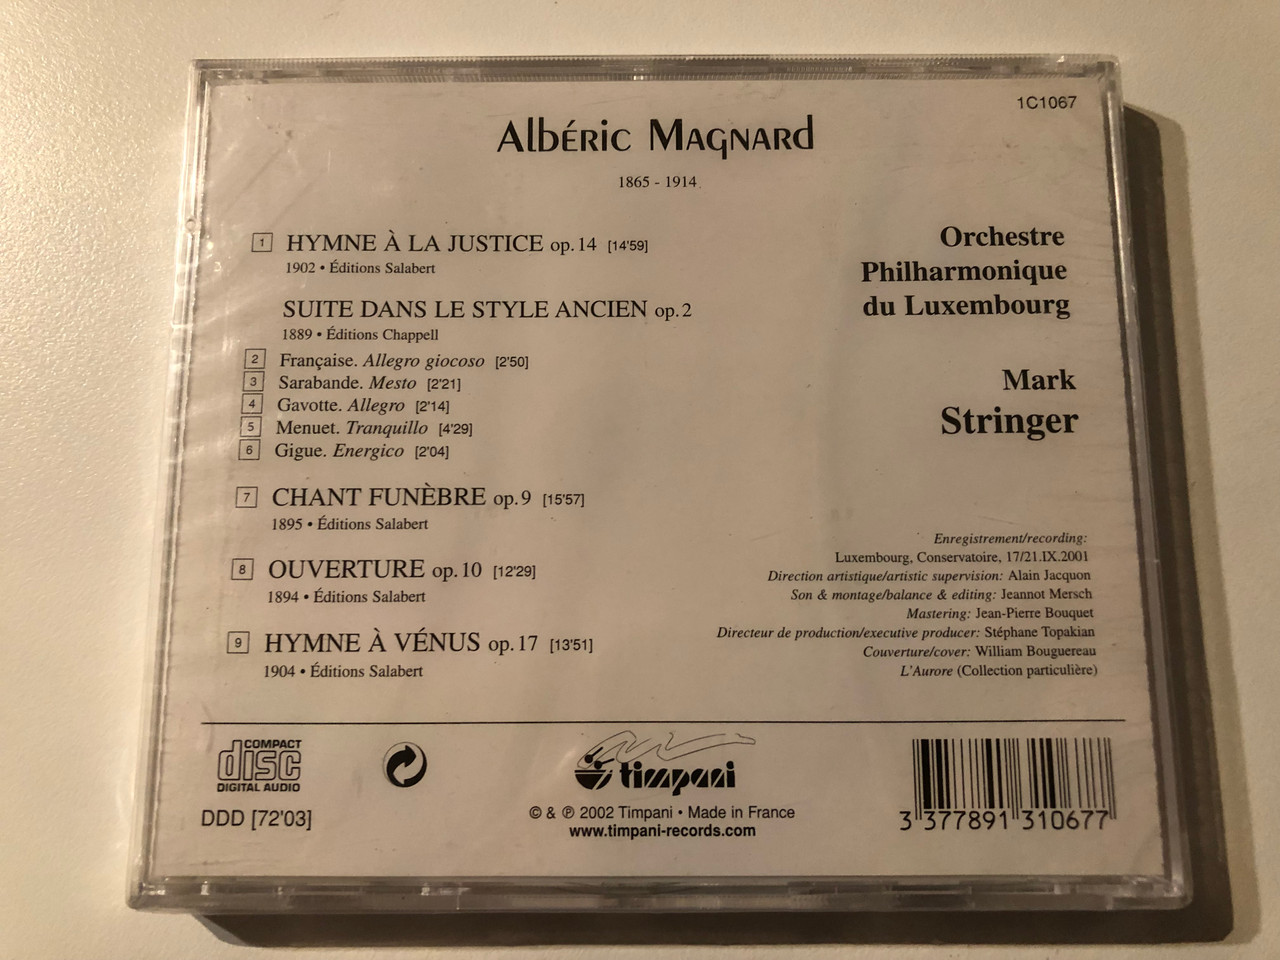 1C1067
Albéric Magnard
1865 - 1914
1 HYMNE À LA JUSTICE op. 14 [14'59]
1902 • Éditions Salabert
SUITE DANS LE STYLE ANCIEN op. 2
1889 • Éditions Chappell
2 Française. Allegro giocoso [2'50]
3 Sarabande. Mesto [2'21]
4 Gavotte. Allegro [2'14]
5 Menuet. Tranquillo [4'29]
6 Gigue. Energico [2'04]
7 CHANT FUNÈBRE op. 9 [15'57]
1895 • Éditions Salabert
8 OUVERTURE op. 10 [12'29]
1894 • Éditions Salabert
9 HYMNE À VÉNUS op. 17 [13'51]
1904 • Éditions Salabert
Orchestre
Philharmonique
du Luxembourg
Mark
Stringer
Enregistrement/recording:
Luxembourg, Conservatoire, 17/21.IX.2001
Direction artistique/artistic supervision: Alain Jacquon
Son & montage/balance & editing: Jeannot Mersch
Mastering: Jean-Pierre Bouquet
Directeur de production/executive producer: Stéphane Topakian
Couverture/cover: William Bouguereau
L'Aurore (Collection particulière)
COMPACT
disc
DIGITAL AUDIO
DDD [72'03]
timpani
© & ℗ 2002 Timpani • Made in France
www.timpani-records.com
3 377891 310677